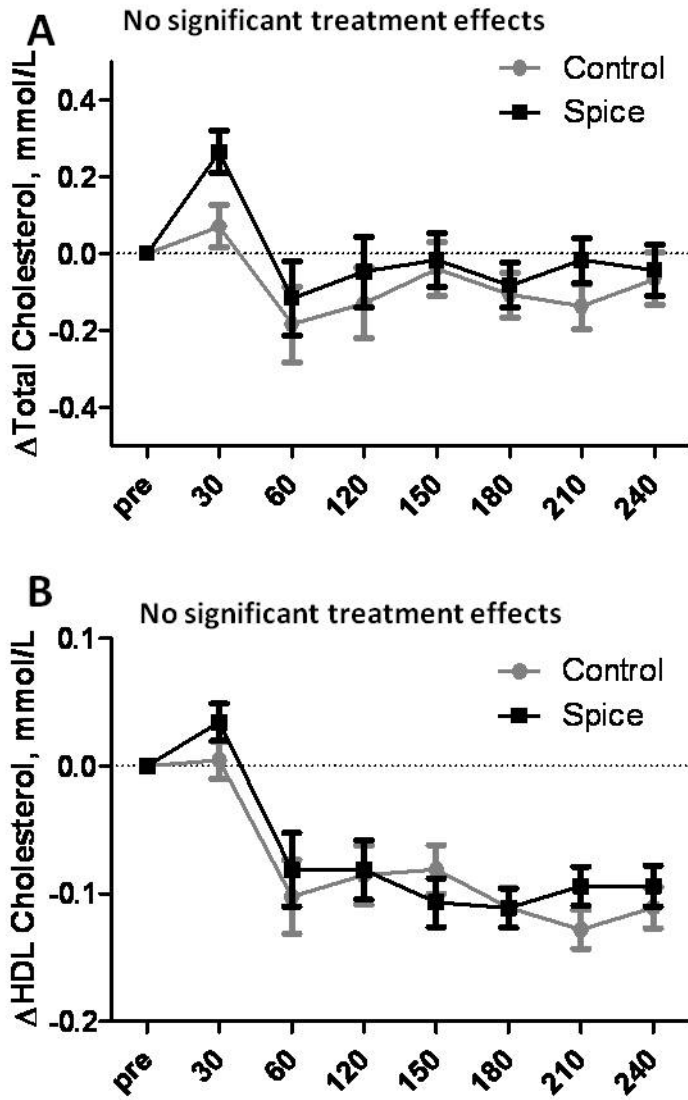 A
No significant treatment effects
ΔTotal Cholesterol, mmol/L
Control
Spice
0.4
0.2
0.0
-0.2
-0.4
pre 30 60 120 150 180 210 240
B
No significant treatment effects
ΔHDL Cholesterol, mmol/L
Control
Spice
0.1
0.0
-0.1
-0.2
pre 30 60 120 150 180 210 240